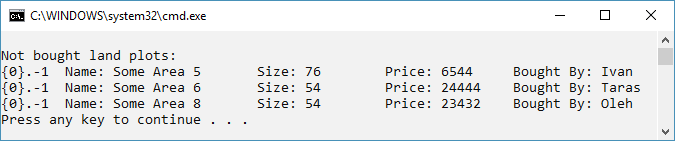 C:\WINDOWS\system32\cmd.exe
Not bought land plots:
{0}.-1  Name: Some Area 5       Size: 76        Price: 6544     Bought By: Ivan
{0}.-1  Name: Some Area 6       Size: 54        Price: 24444    Bought By: Taras
{0}.-1  Name: Some Area 8       Size: 54        Price: 23432    Bought By: Oleh
Press any key to continue . . .